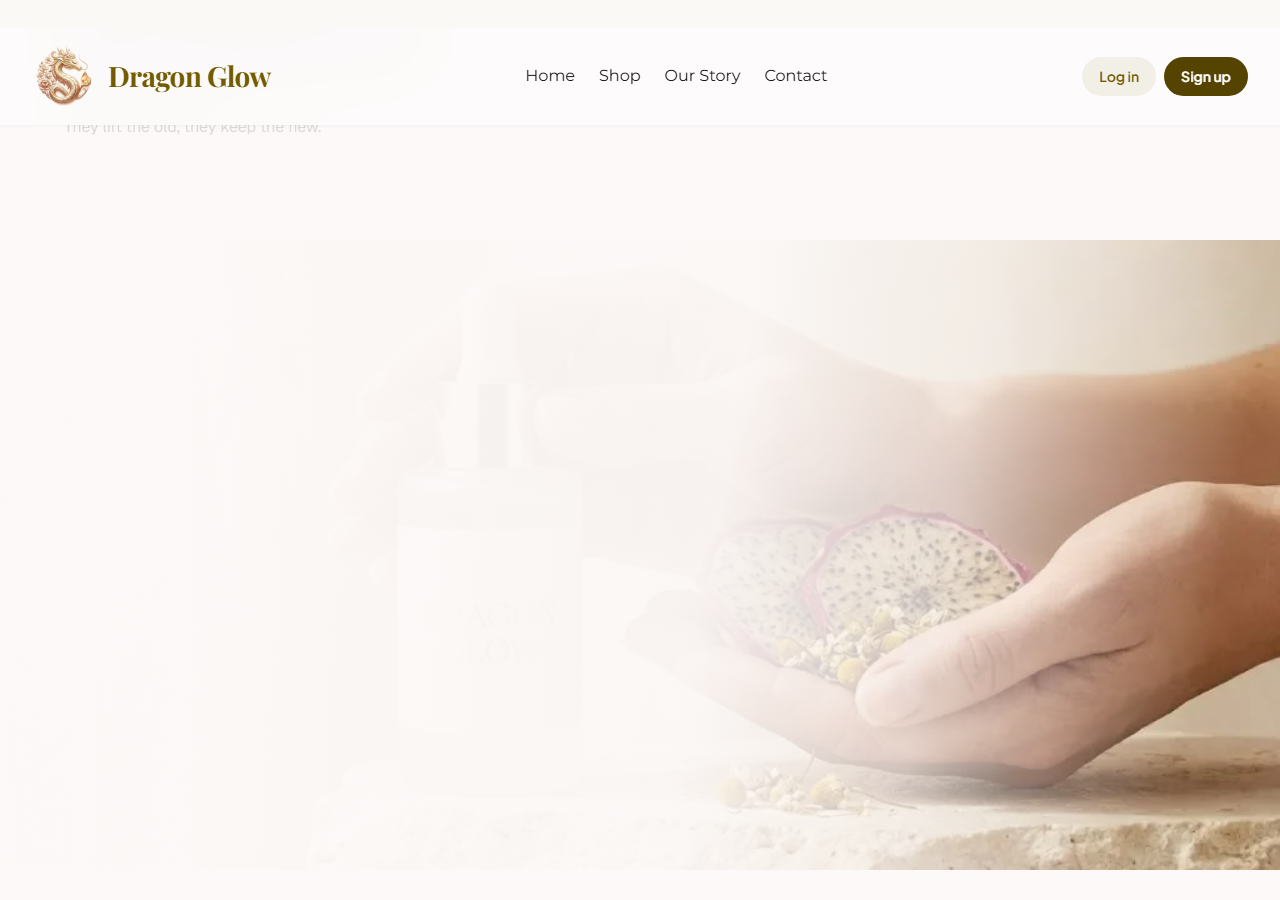 Dragon Glow
Home
Shop
Our Story
Contact
Log in
Sign up
They lift the old, they keep the new.